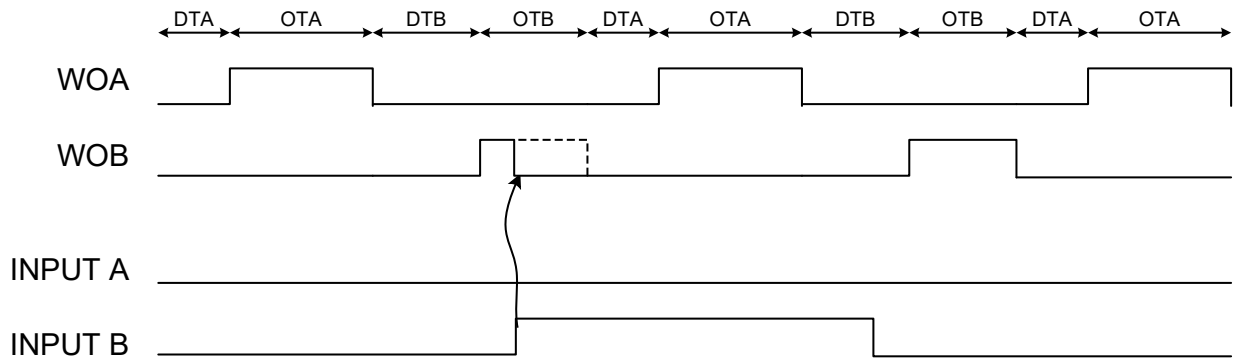 DTA OTA DTB OTB DTA OTA DTB OTB DTA OTA
WOA
WOB
INPUT A
INPUT B